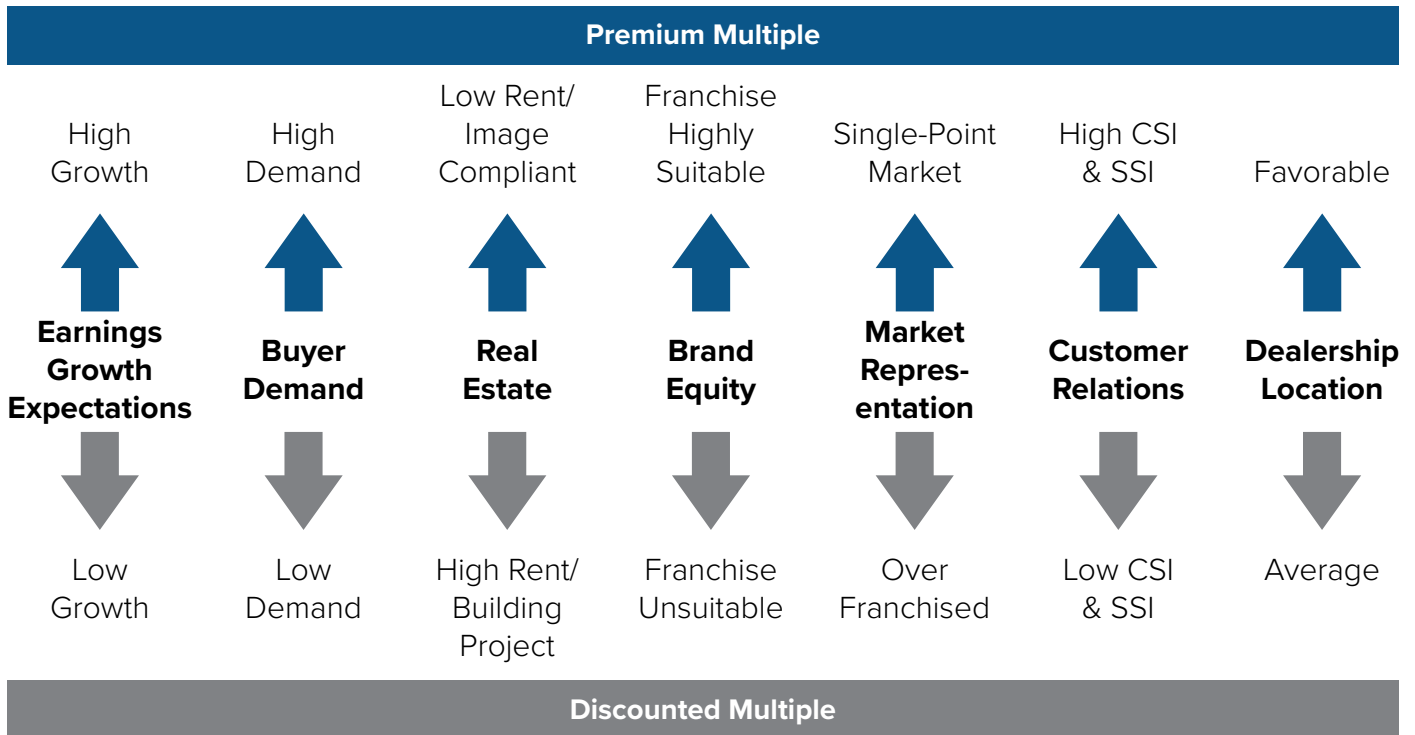 Premium Multiple
High
Growth
High
Demand
Low Rent/
Image
Compliant
Franchise
Highly
Suitable
Single-Point
Market
High CSI
& SSI
Favorable
Earnings
Growth
Expectations
Buyer
Demand
Real
Estate
Brand
Equity
Market
Repres-
entation
Customer
Relations
Dealership
Location
Low
Growth
Low
Demand
High Rent/
Building
Project
Franchise
Unsuitable
Over
Franchised
Low CSI
& SSI
Average
Discounted Multiple